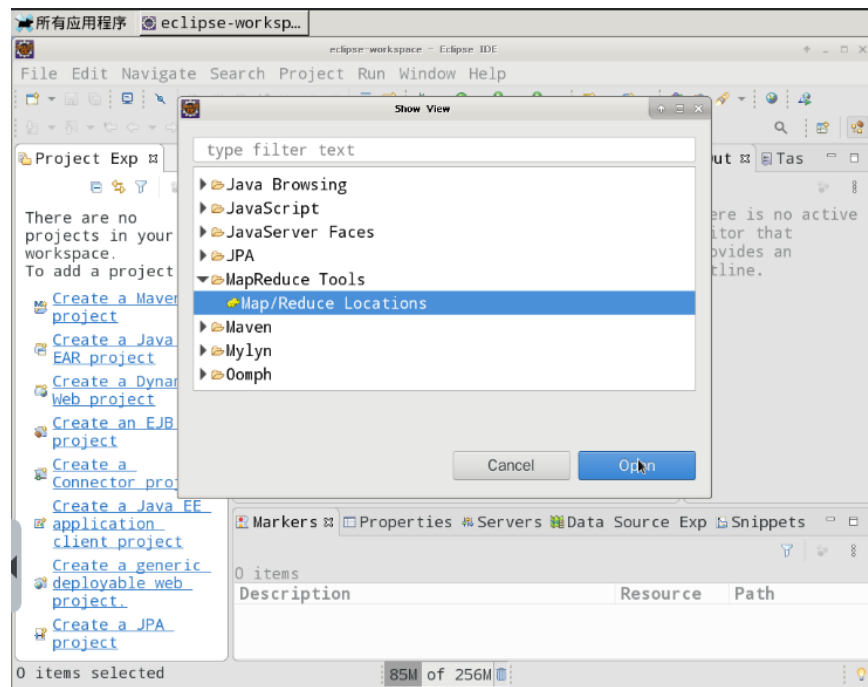 所有应用程序 eclipse-worksp...
eclipse-workspace - Eclipse IDE
File Edit Navigate Search Project Run Window Help
Show View
type filter text
Java Browsing
JavaScript
JavaServer Faces
JPA
MapReduce Tools
Map/Reduce Locations
Maven
Mylyn
Oomph
Cancel
Open
Project Exp
There are no
projects in your
workspace.
To add a project
Create a Maven
project
Create a Java
EAR project
Create a Dynam
Web project
Create an EJB
project
Create a
Connector proj
Create a Java EE
application
client project
Create a generic
deployable web
project.
Create a JPA
project
ut Tas
ere is no active
itor that
ovides an
tline.
Markers Properties Servers Data Source Exp Snippets
0 items
Description Resource Path
0 items selected
85M of 256M